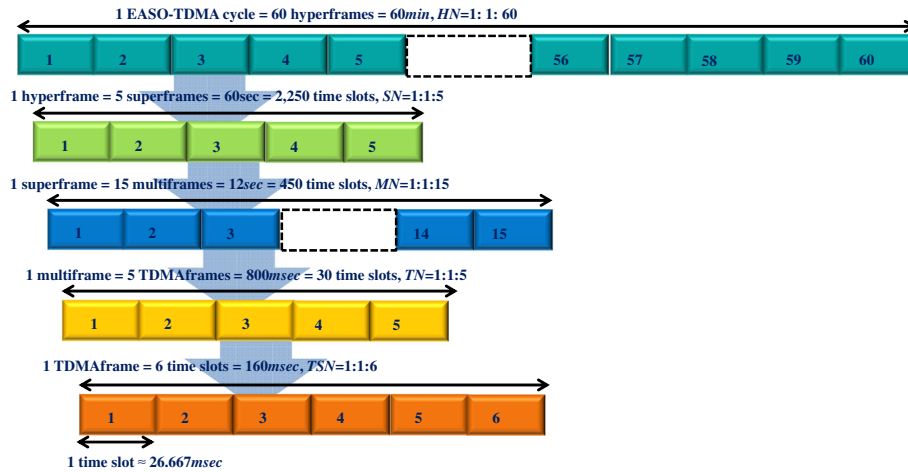 1 EASO-TDMA cycle = 60 hyperframes = 60min, HN=1: 1: 60
1 2 3 4 5 56 57 58 59 60
1 hyperframe = 5 superframes = 60sec = 2,250 time slots, SN=1:1:5
1 2 3 4 5
1 superframe = 15 multiframes = 12sec = 450 time slots, MN=1:1:15
1 2 3 14 15
1 multiframe = 5 TDMAframes = 800msec = 30 time slots, TN=1:1:5
1 2 3 4 5
1 TDMAframe = 6 time slots = 160msec, TSN=1:1:6
1 2 3 4 5 6
1 time slot ≈ 26.667msec